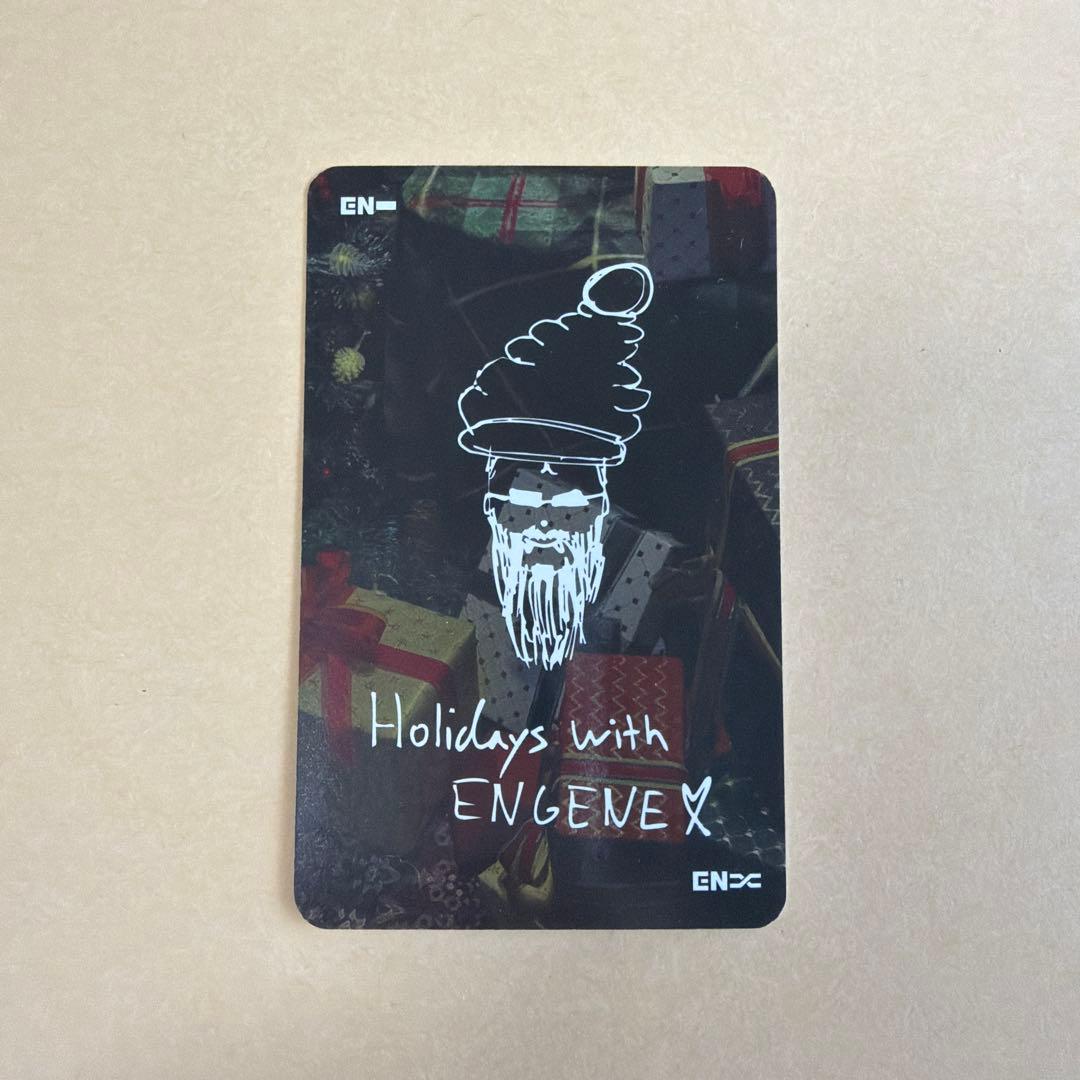 EN-
Holidays with
ENGENE
EN